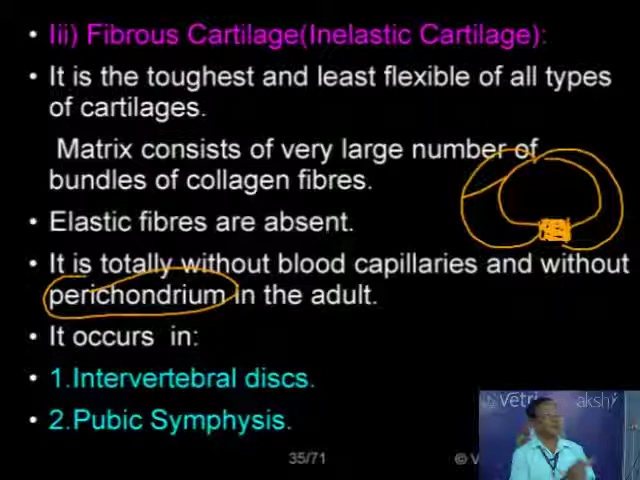 • Iii) Fibrous Cartilage(Inelastic Cartilage):
• It is the toughest and least flexible of all types
of cartilages.
Matrix consists of very large number of
bundles of collagen fibres.
• Elastic fibres are absent.
• It is totally without blood capillaries and without
perichondrium in the adult.
• It occurs in:
• 1.Intervertebral discs.
• 2.Pubic Symphysis.
35/71
©